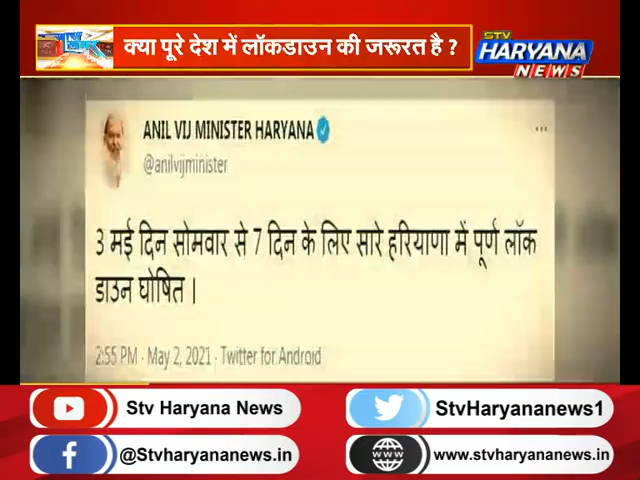 खास खबर
क्या पूरे देश में लॉकडाउन की जरूरत है ?
STV
HARYANA
NEWS
ANIL VIJ MINISTER HARYANA
@anilvijminister
3 मई दिन सोमवार से 7 दिन के लिए सारे हरियाणा में पूर्ण लॉक
डाउन घोषित ।
2:55 PM · May 2, 2021 · Twitter for Android
Stv Haryana News
StvHaryananews1
@Stvharyananews.in
www.stvharyananews.in